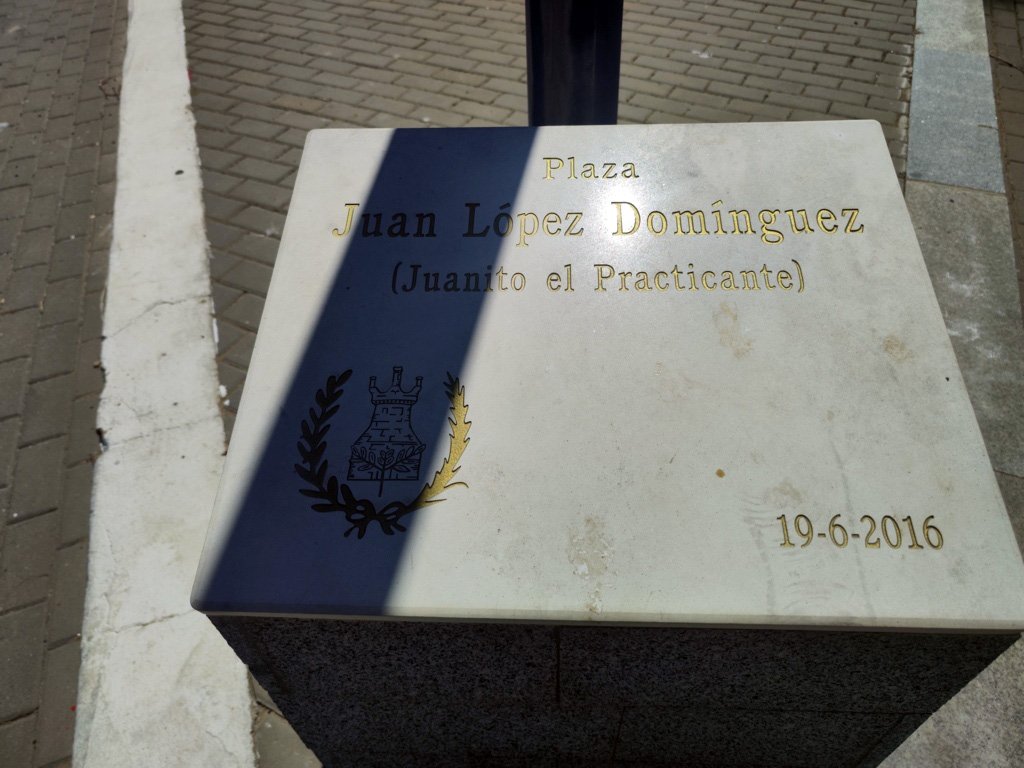 Plaza
Juan López Domínguez
(Juanito el Practicante)
19-6-2016